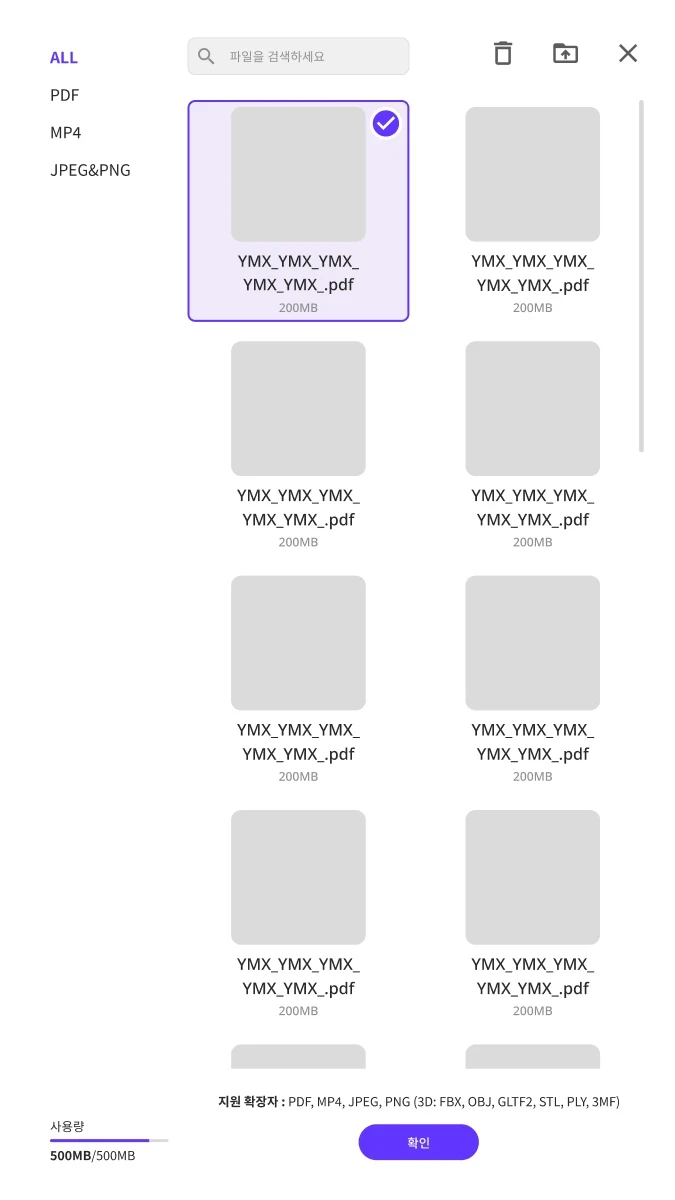 ALL
PDF
MP4
JPEG&PNG
파일을 검색하세요
YMX_YMX_YMX_
YMX_YMX_.pdf
200MB
YMX_YMX_YMX_
YMX_YMX_.pdf
200MB
YMX_YMX_YMX_
YMX_YMX_.pdf
200MB
YMX_YMX_YMX_
YMX_YMX_.pdf
200MB
YMX_YMX_YMX_
YMX_YMX_.pdf
200MB
YMX_YMX_YMX_
YMX_YMX_.pdf
200MB
YMX_YMX_YMX_
YMX_YMX_.pdf
200MB
YMX_YMX_YMX_
YMX_YMX_.pdf
200MB
지원 확장자 : PDF, MP4, JPEG, PNG (3D: FBX, OBJ, GLTF2, STL, PLY, 3MF)
사용량
500MB/500MB
확인